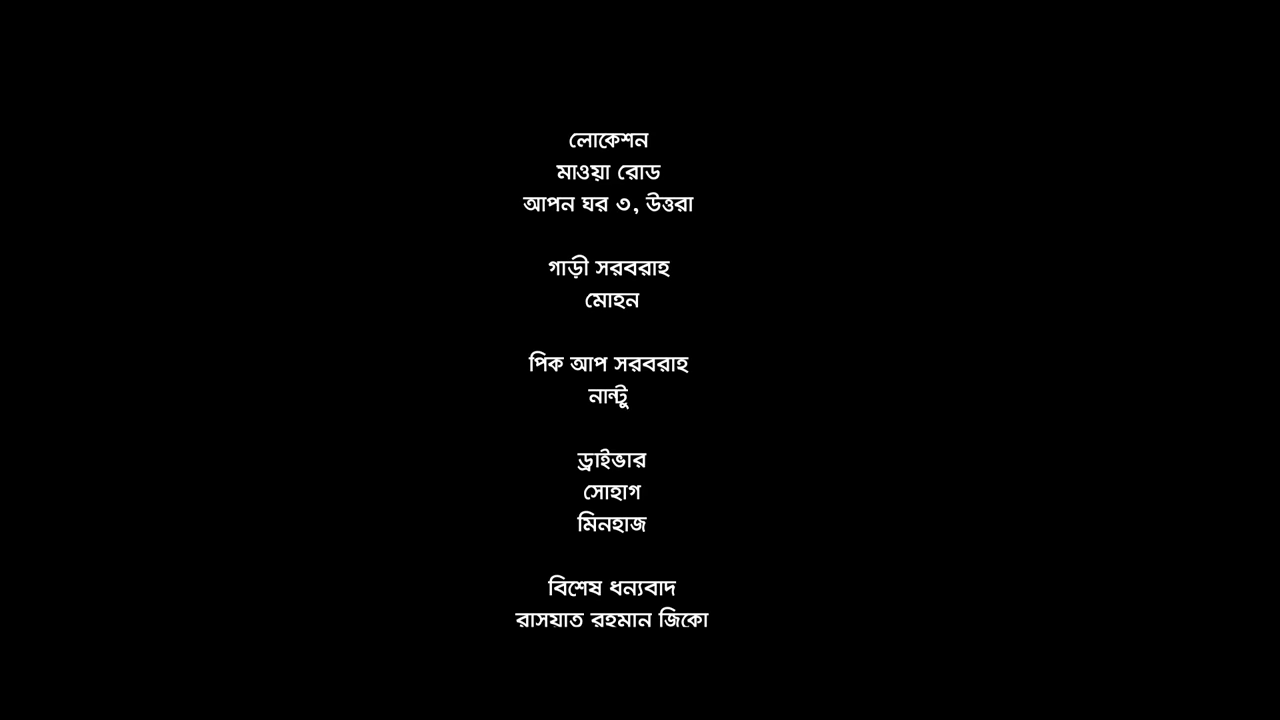 লোকেশন
মাওয়া রোড
আপন ঘর ৩, উত্তরা
গাড়ী সরবরাহ
মোহন
পিক আপ সরবরাহ
নান্টু
ড্রাইভার
সোহাগ
মিনহাজ
বিশেষ ধন্যবাদ
রাসযাত রহমান জিকো